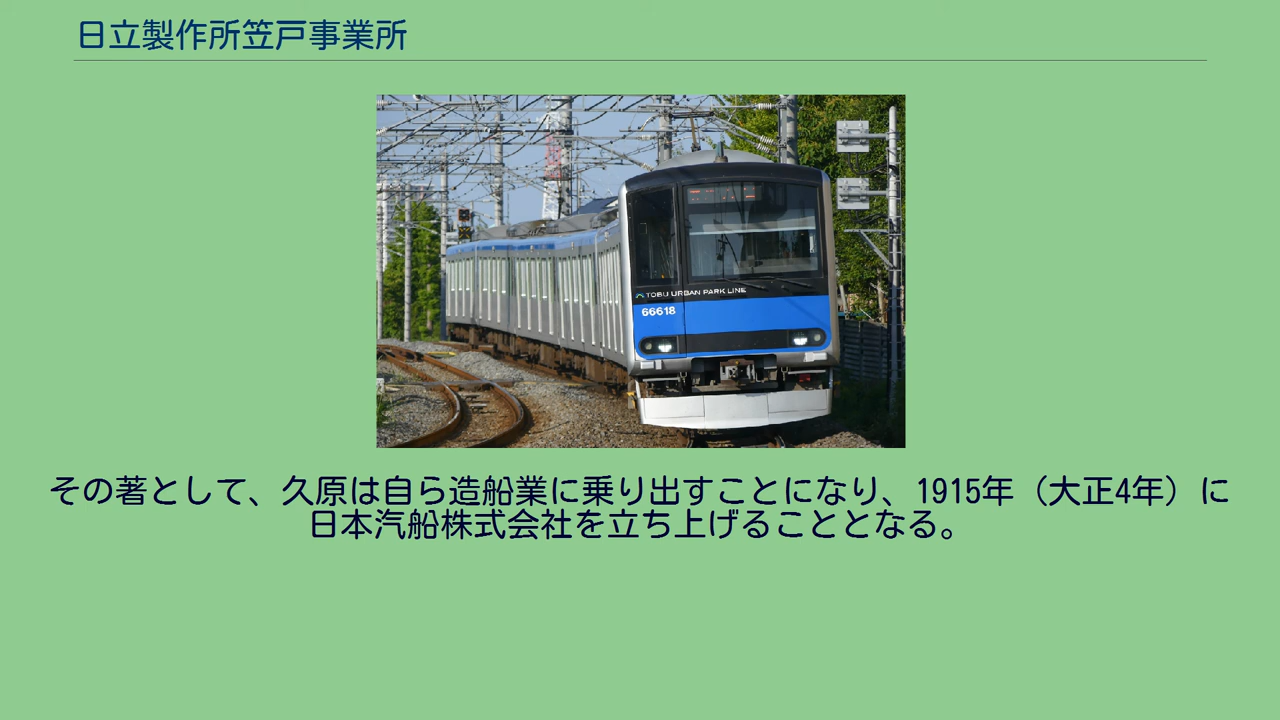 日立製作所笠戸事業所
TOBU URBAN PARK LINE
66618
その著として、久原は自ら造船業に乗り出すことになり、1915年（大正4年）に
日本汽船株式会社を立ち上げることとなる。